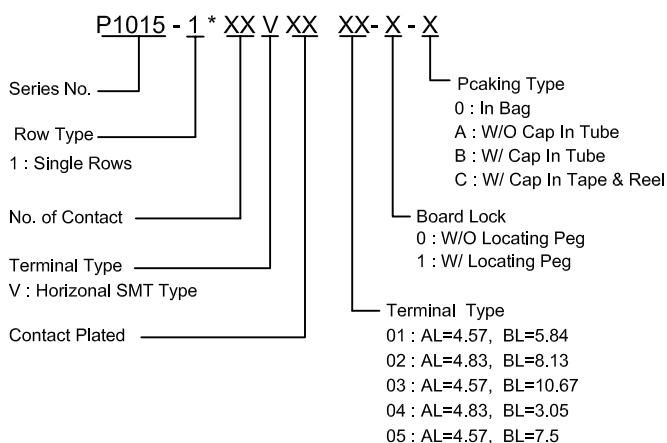 P1015 - 1 * XX V XX XX - X - X
Series No.
Row Type
1 : Single Rows
No. of Contact
Terminal Type
V : Horizonal SMT Type
Contact Plated
Pcaking Type
0 : In Bag
A : W/O Cap In Tube
B : W/ Cap In Tube
C : W/ Cap In Tape & Reel
Board Lock
0 : W/O Locating Peg
1 : W/ Locating Peg
Terminal Type
01 : AL=4.57, BL=5.84
02 : AL=4.83, BL=8.13
03 : AL=4.57, BL=10.67
04 : AL=4.83, BL=3.05
05 : AL=4.57, BL=7.5